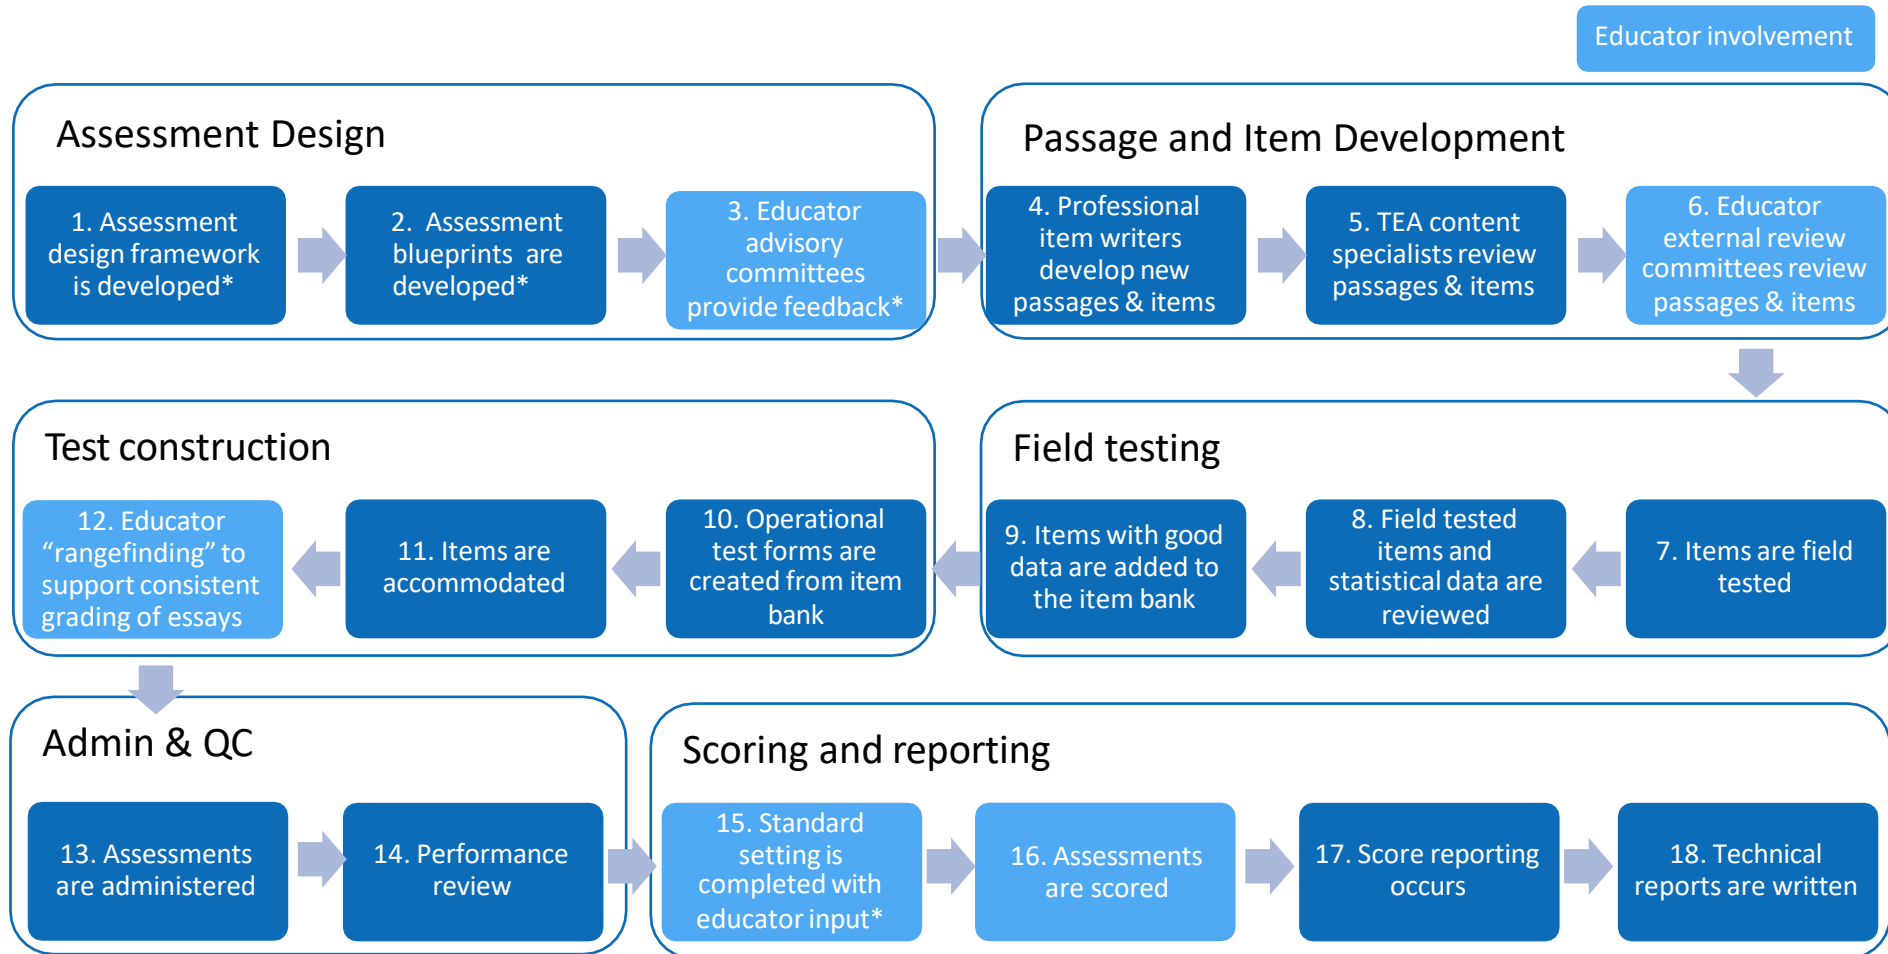 Educator involvement
Assessment Design
1. Assessment
design framework
is developed*
2. Assessment
blueprints are
developed*
3. Educator
advisory
committees
provide feedback*
Passage and Item Development
4. Professional
item writers
develop new
passages & items
5. TEA content
specialists review
passages & items
6. Educator
external review
committees review
passages & items
Field testing
7. Items are field
tested
8. Field tested
items and
statistical data are
reviewed
9. Items with good
data are added to
the item bank
Test construction
10. Operational
test forms are
created from item
bank
11. Items are
accommodated
12. Educator
“rangefinding” to
support consistent
grading of essays
Admin & QC
13. Assessments
are administered
14. Performance
review
Scoring and reporting
15. Standard
setting is
completed with
educator input*
16. Assessments
are scored
17. Score reporting
occurs
18. Technical
reports are written